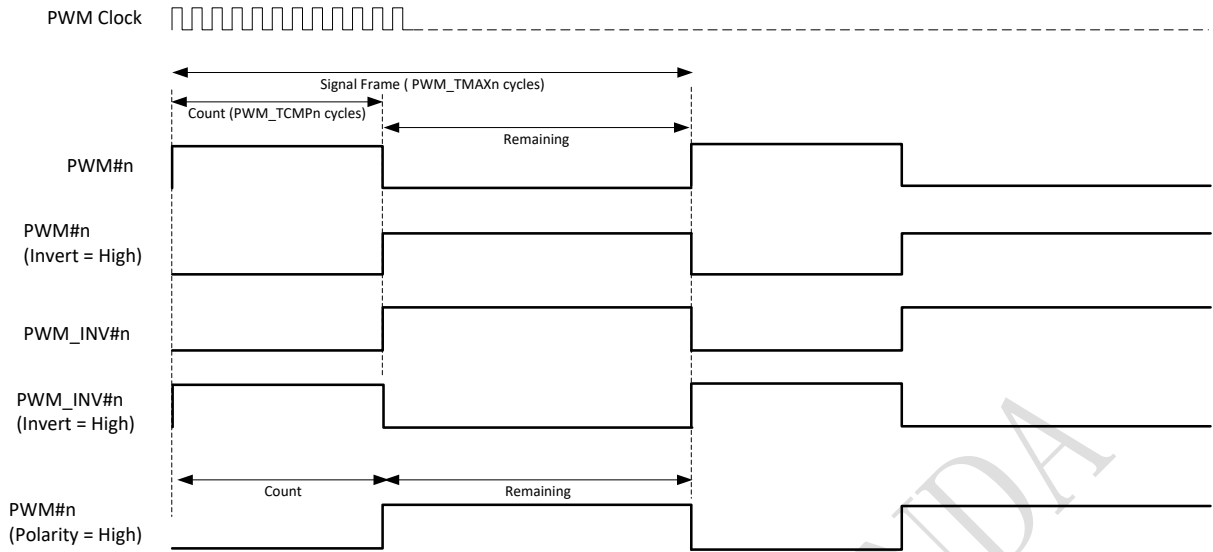 PWM Clock
Signal Frame ( PWM_TMAXn cycles)
Count (PWM_TCMPn cycles)
Remaining
PWM#n
PWM#n
(Invert = High)
PWM_INV#n
PWM_INV#n
(Invert = High)
Count
Remaining
PWM#n
(Polarity = High)
NDA